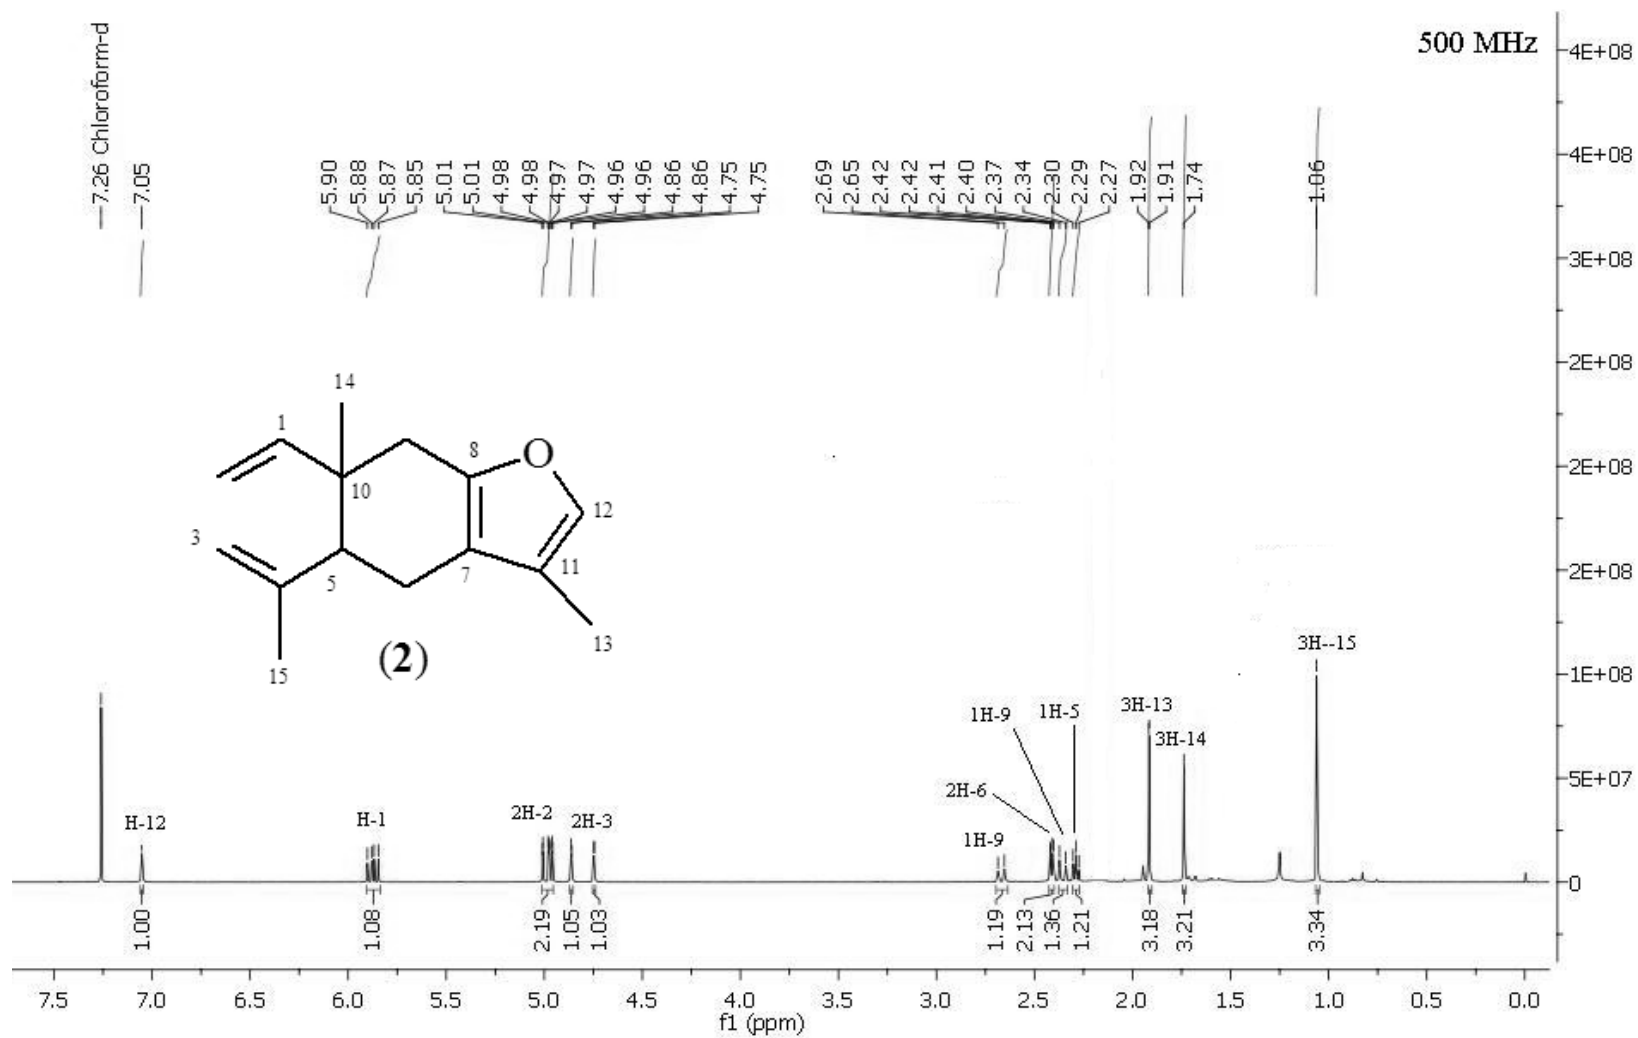 500 MHz
7.26 Chloroform-d
7.05
5.90
5.88
5.87
5.85
5.01
5.01
4.98
4.98
4.97
4.97
4.96
4.96
4.86
4.86
4.75
4.75
2.69
2.65
2.42
2.42
2.41
2.40
2.37
2.34
2.30
2.29
2.27
1.92
1.91
1.74
1.06
4E+08
4E+08
3E+08
2E+08
2E+08
2E+08
1E+08
5E+07
0
14
1
8
O
10
12
3
5
7
11
13
15
(2)
H-12
H-1
2H-2
2H-3
1H-9
2H-6
1H-9
1H-5
3H-13
3H-14
3H--15
1.00
1.08
2.19
1.05
1.03
1.19
2.13
1.36
1.21
3.18
3.21
3.34
7.5 7.0 6.5 6.0 5.5 5.0 4.5 4.0 3.5 3.0 2.5 2.0 1.5 1.0 0.5 0.0
f1 (ppm)